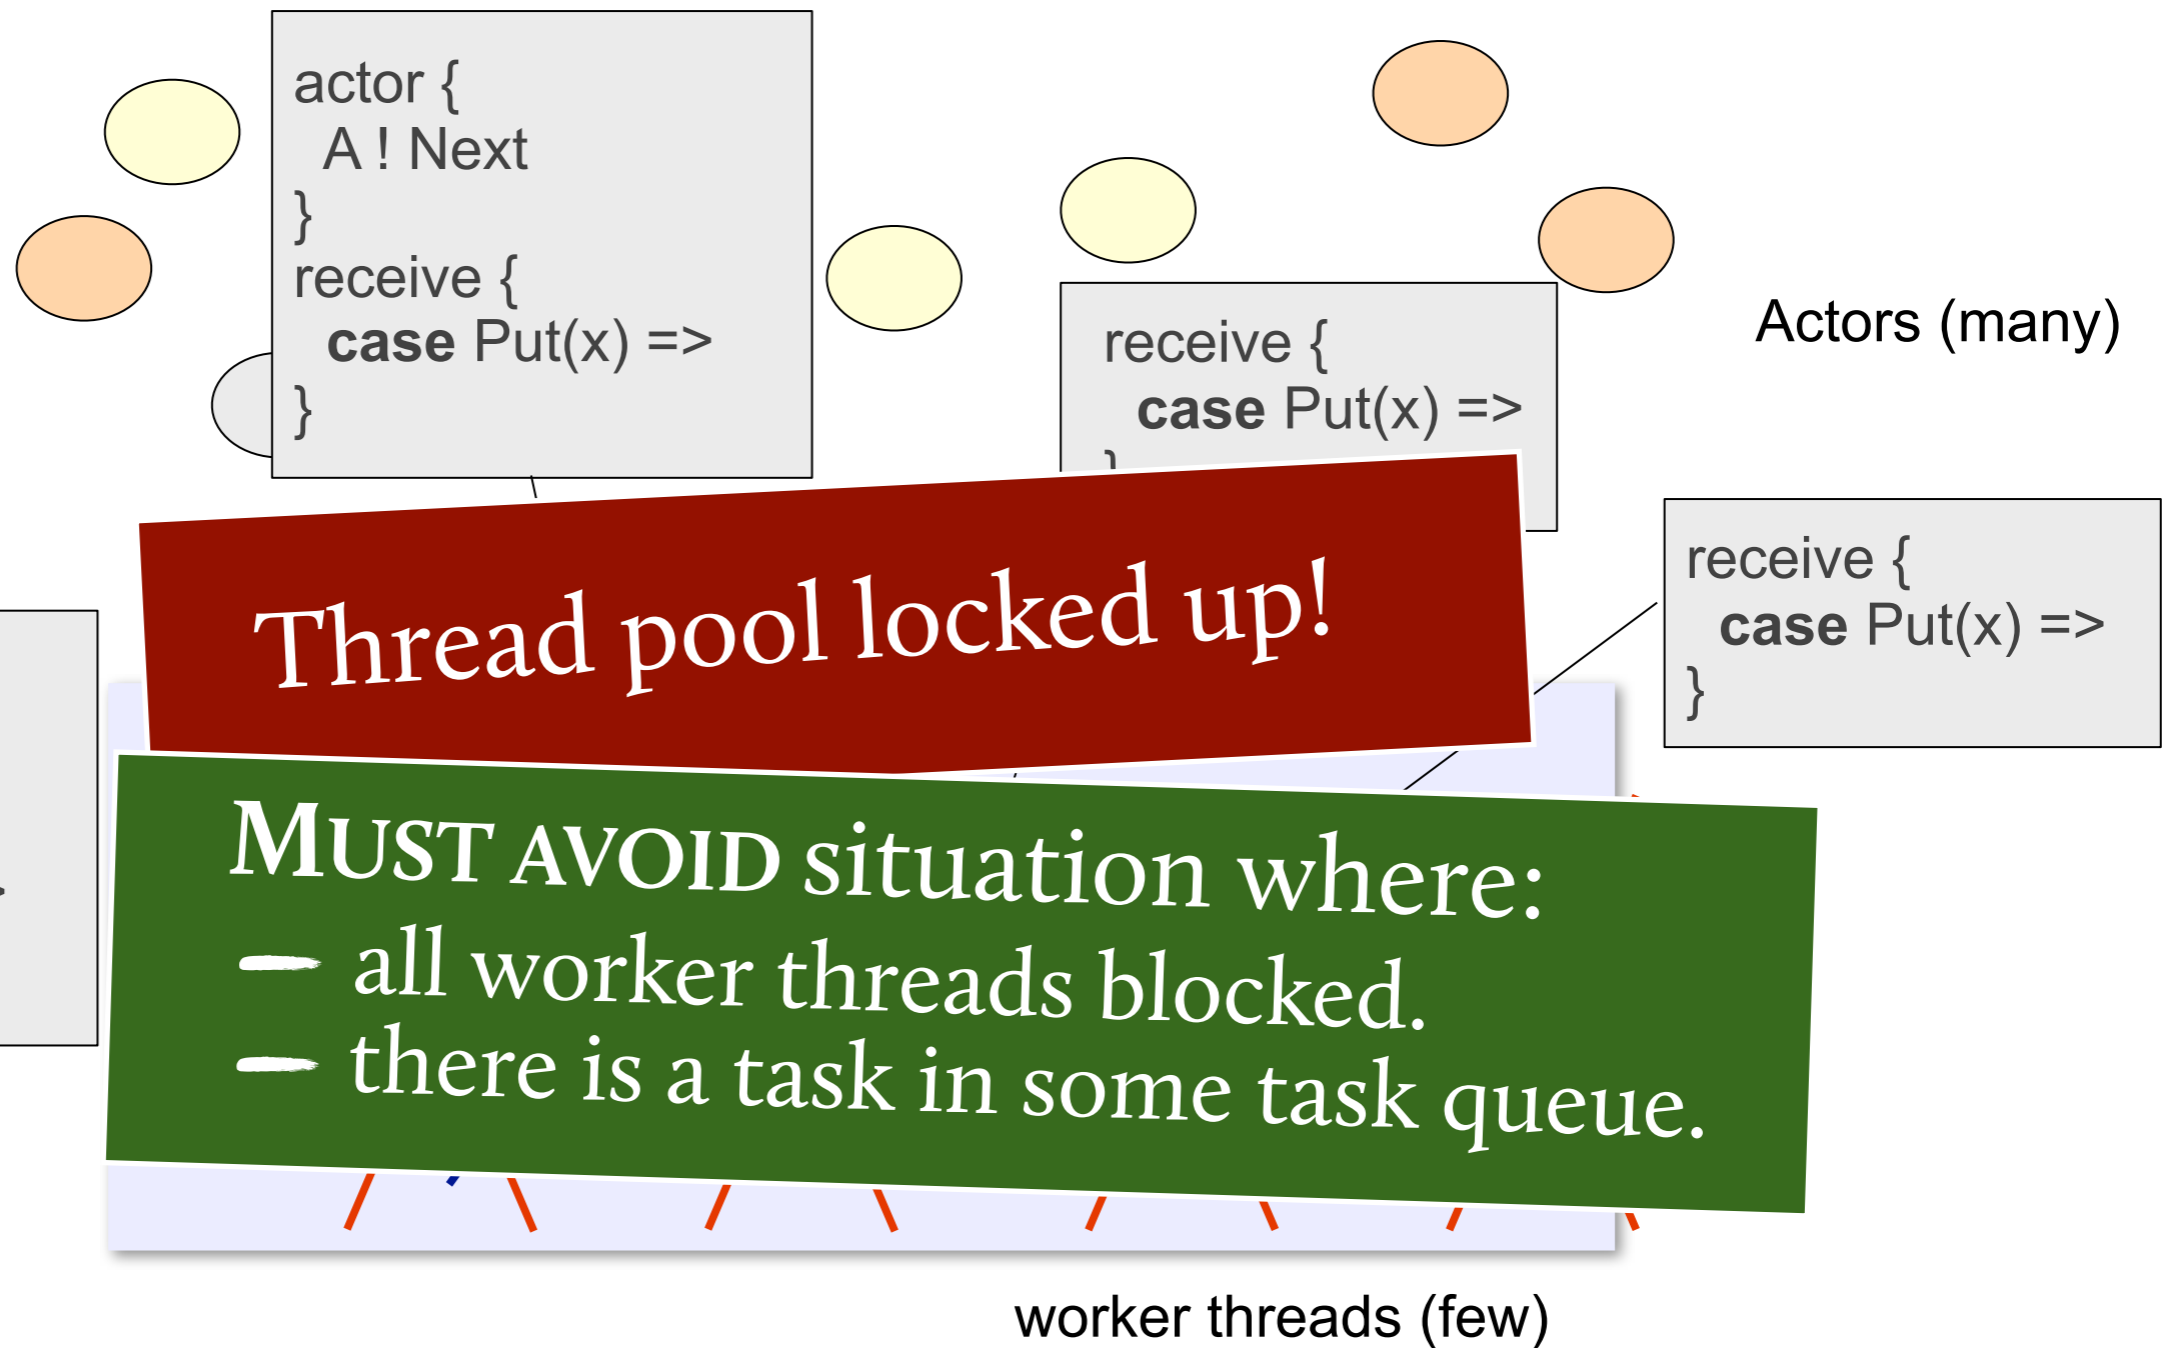 actor {
A ! Next
}
receive {
case Put(x) =>
}
receive {
case Put(x) =>
}
Actors (many)
receive {
case Put(x) =>
}
Thread pool locked up!
MUST AVOID situation where:
– all worker threads blocked.
– there is a task in some task queue.
worker threads (few)